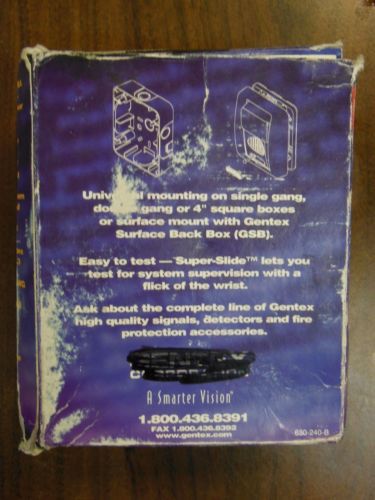 mounting on single gang,
gang or 4" square boxes
or surface mount with Gentex
Surface Back Box (GSB).
Easy to test — Super-Slide™ lets you
test for system supervision with a
flick of the wrist.
Ask about the complete line of Gentex
high quality signals, detectors and fire
protection accessories.
A Smarter Vision®
1.800.436.8391
FAX 1.800.436.8392
www.gentex.com
630-240-B